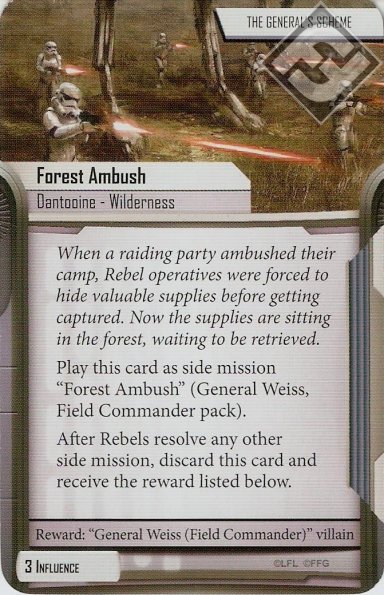 THE GENERAL'S SCHEME
Forest Ambush
Dantooine - Wilderness
When a raiding party ambushed their
camp, Rebel operatives were forced to
hide valuable supplies before getting
captured. Now the supplies are sitting
in the forest, waiting to be retrieved.
Play this card as side mission
“Forest Ambush” (General Weiss,
Field Commander pack).
After Rebels resolve any other
side mission, discard this card and
receive the reward listed below.
Reward: “General Weiss (Field Commander)” villain
3 INFLUENCE
©LFL ©FFG